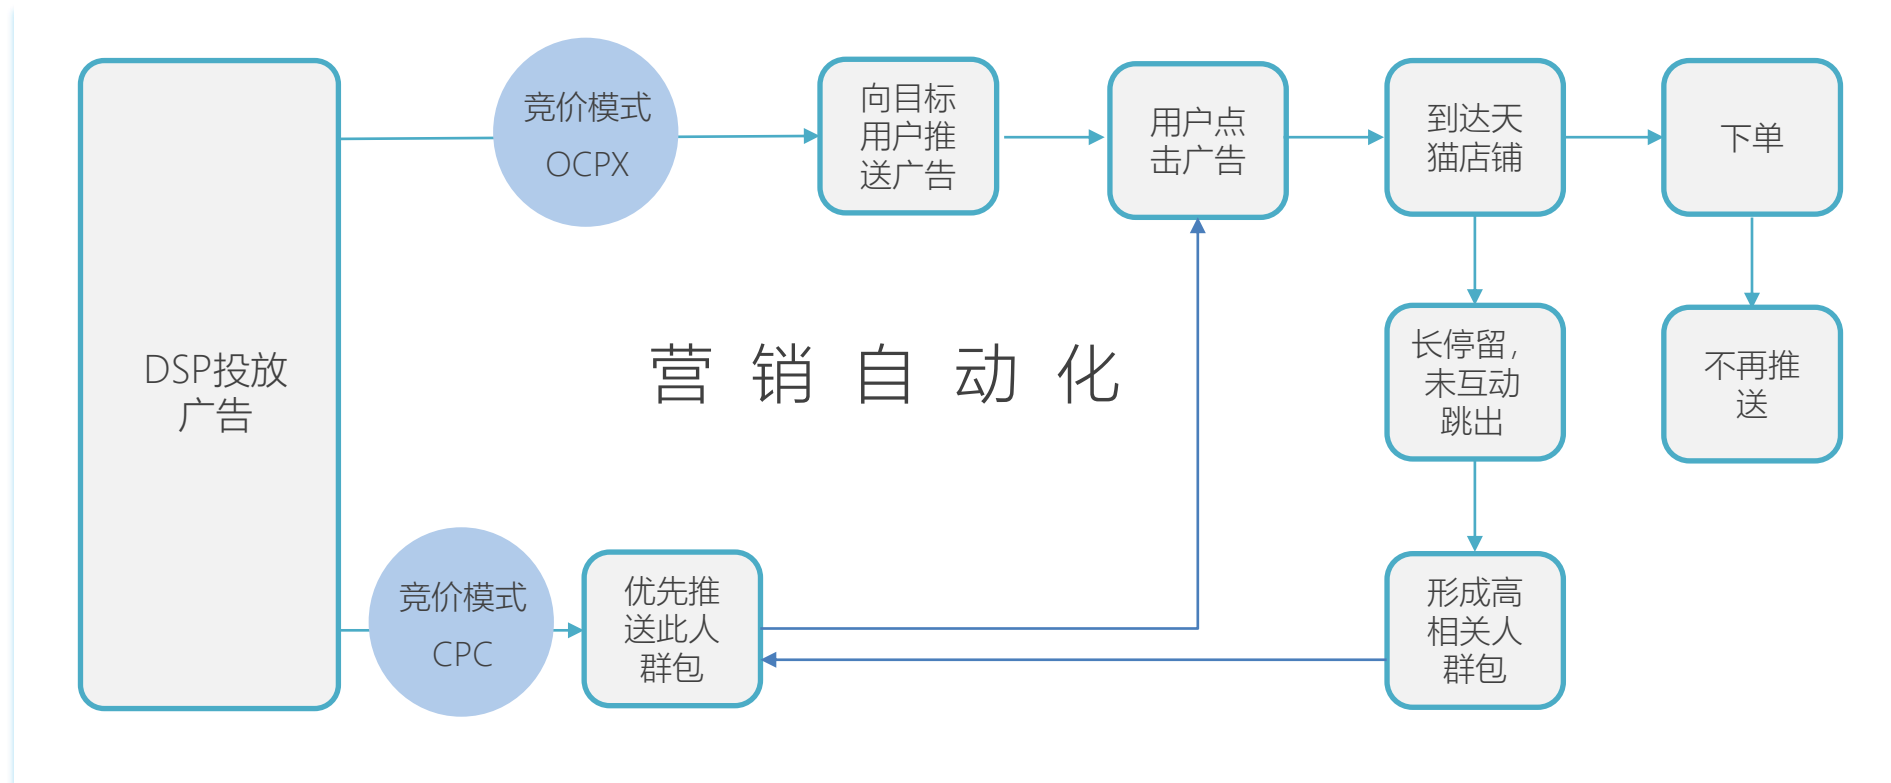 竞价模式
OCPX
向目标
用户推
送广告
用户点
击广告
到达天
猫店铺
下单
DSP投放
广告
营销自动化
长停留,
未互动
跳出
不再推
送
竞价模式
CPC
优先推
送此人
群包
形成高
相关人
群包